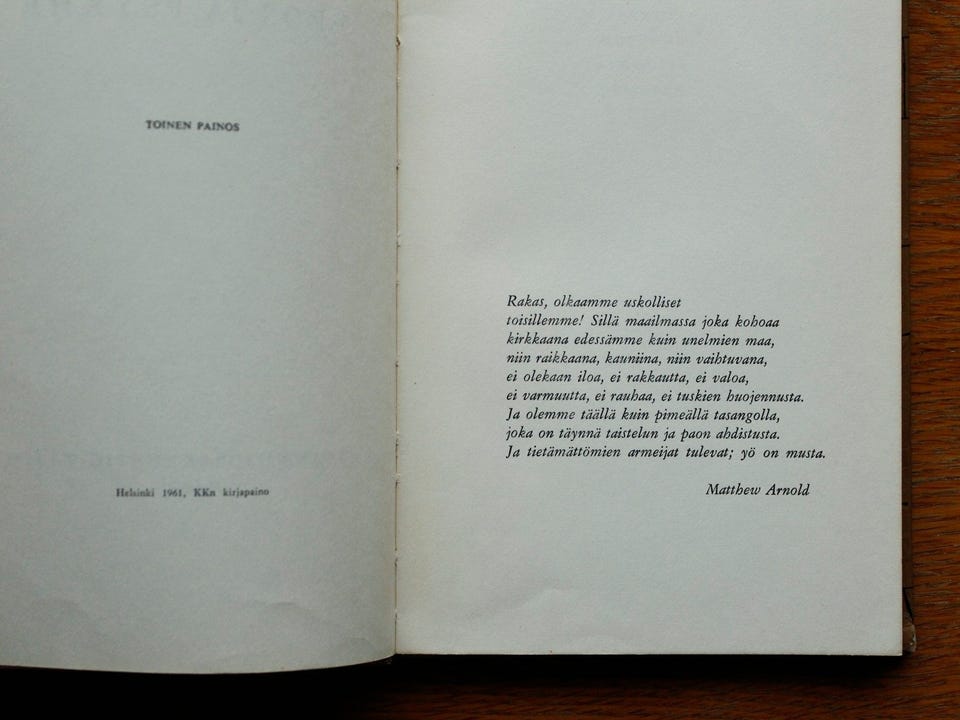 TOINEN PAINOS
Helsinki 1961, KKn kirjapaino
Rakas, olkaamme uskolliset
toisillemme! Sillä maailmassa joka kohoaa
kirkkaana edessämme kuin unelmien maa,
niin raikkaana, kauniina, niin vaihtuvana,
ei olekaan iloa, ei rakkautta, ei valoa,
ei varmuutta, ei rauhaa, ei tuskien huojennusta.
Ja olemme täällä kuin pimeällä tasangolla,
joka on täynnä taistelun ja paon ahdistusta.
Ja tietämättömien armeijat tulevat; yö on musta.
Matthew Arnold